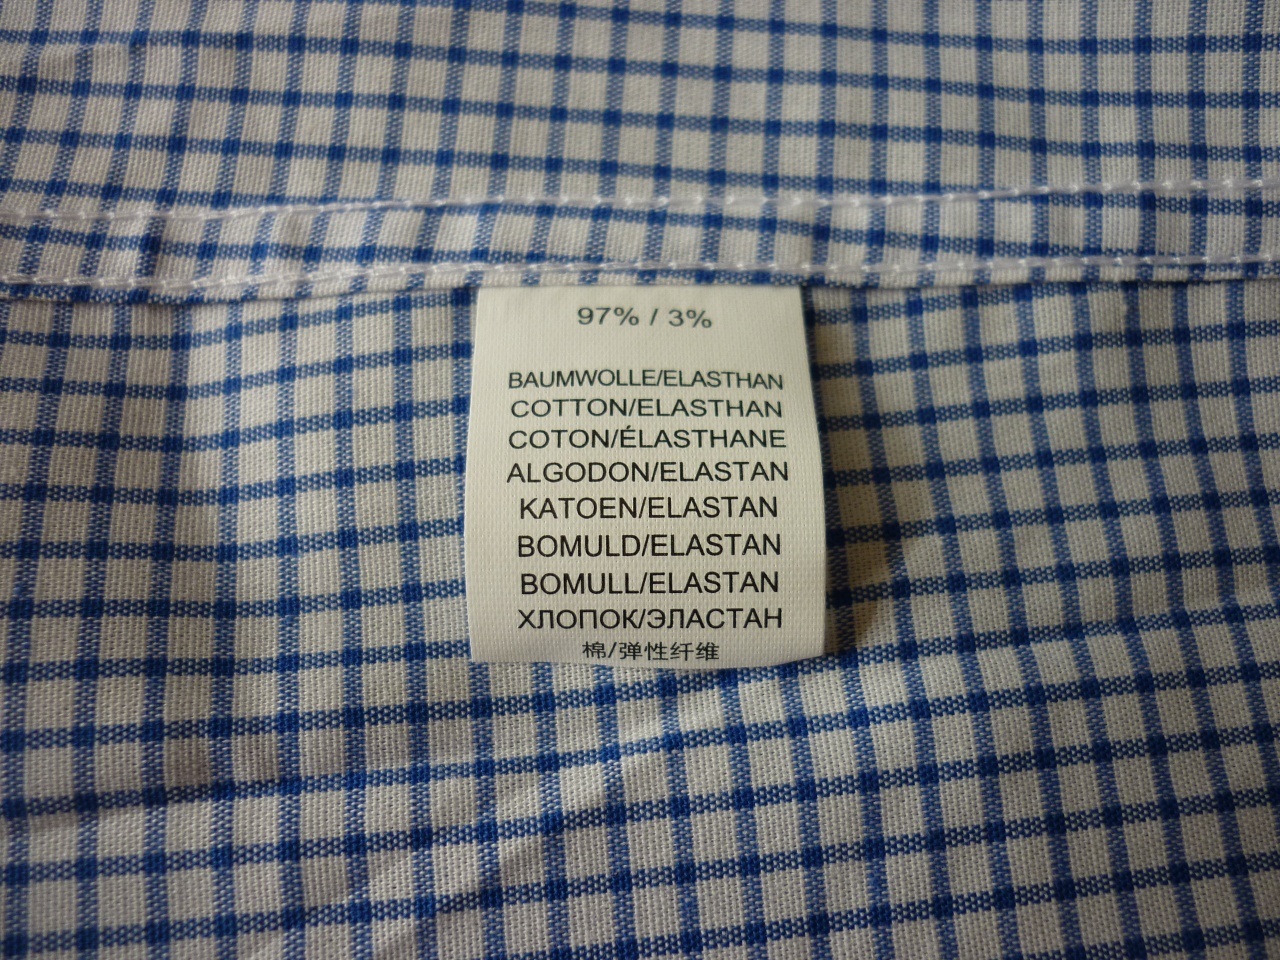 97% / 3%
BAUMWOLLE/ELASTHAN
COTTON/ELASTHAN
COTON/ÉLASTHANE
ALGODON/ELASTAN
KATOEN/ELASTAN
BOMULD/ELASTAN
BOMULL/ELASTAN
ХЛОПОК/ЭЛАСТАН
棉/弹性纤维